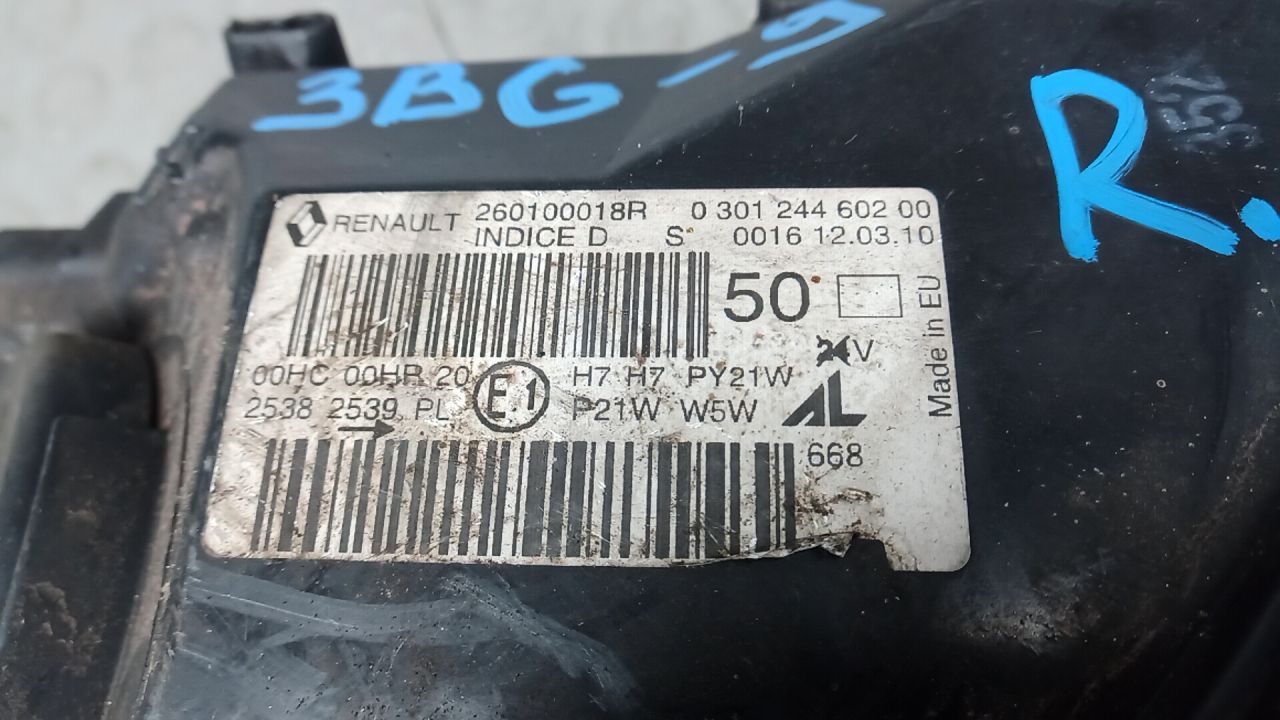 3BG-9
R.
RENAULT 260100018R 0 301 244 602 00
INDICE D S 0016 12.03.10
50
V
Made in EU
00HC 00HR 20 E1 H7 H7 PY21W
2538 2539 PL P21W W5W AL
668